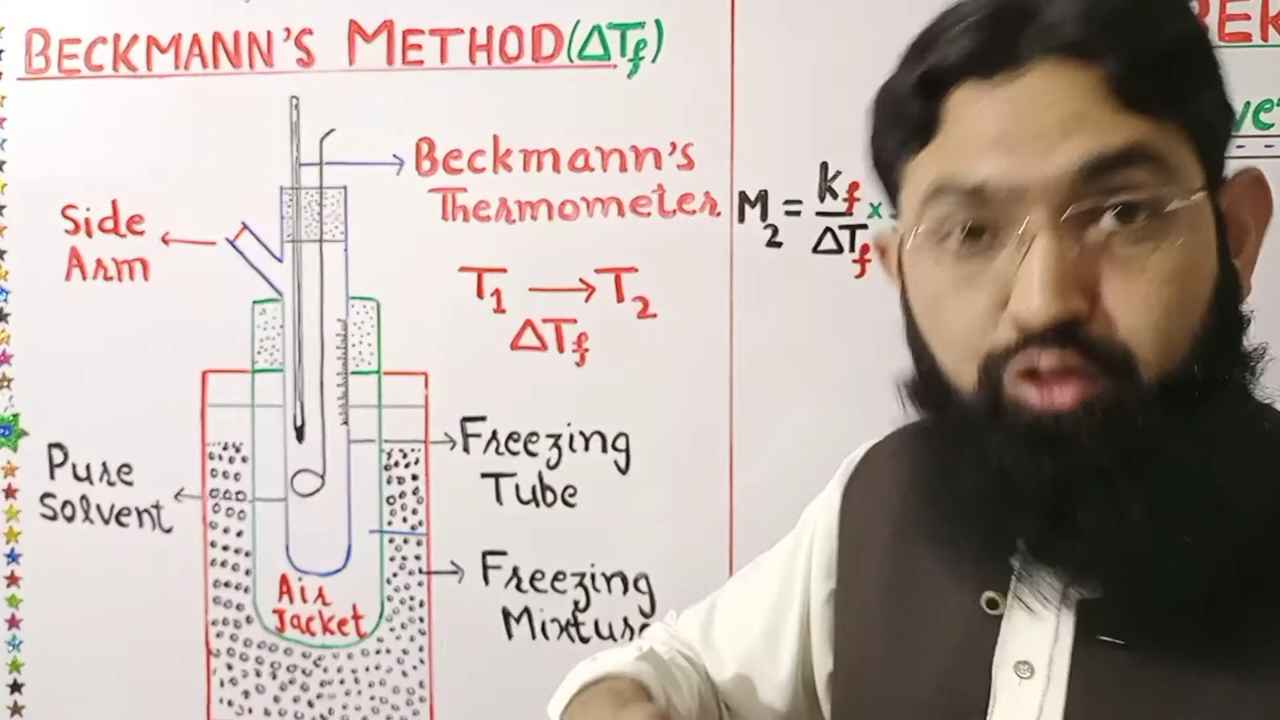 BECKMANN'S METHOD(ΔTf)
Beckmann's
Thermometer
Side
Arm
T1 → T2
ΔTf
M2 = kf/ΔTf ×
Pure
Solvent
Freezing
Tube
Freezing
Mixture
Air
Jacket